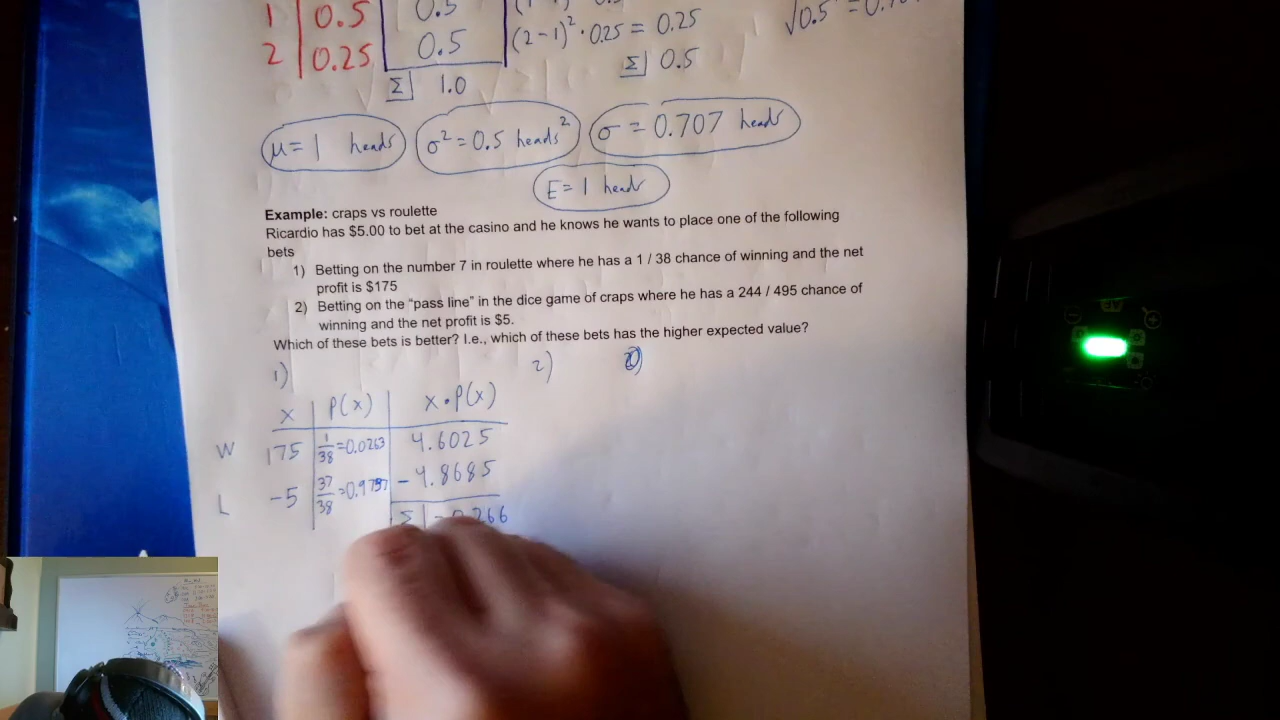 1 0.5 0.5
2 0.25 0.5 (2-1)² · 0.25 = 0.25
Σ 1.0 Σ 0.5
√0.5 =
μ = 1 heads σ² = 0.5 heads² σ = 0.707 heads
E = 1 head
Example: craps vs roulette
Ricardio has $5.00 to bet at the casino and he knows he wants to place one of the following
bets
1) Betting on the number 7 in roulette where he has a 1 / 38 chance of winning and the net
profit is $175
2) Betting on the “pass line” in the dice game of craps where he has a 244 / 495 chance of
winning and the net profit is $5.
Which of these bets is better? I.e., which of these bets has the higher expected value?
1) 2)
x P(x) x·P(x)
W 175 1/38 = 0.0263 4.6025
L -5 37/38 = -4.8685
Σ -0.266